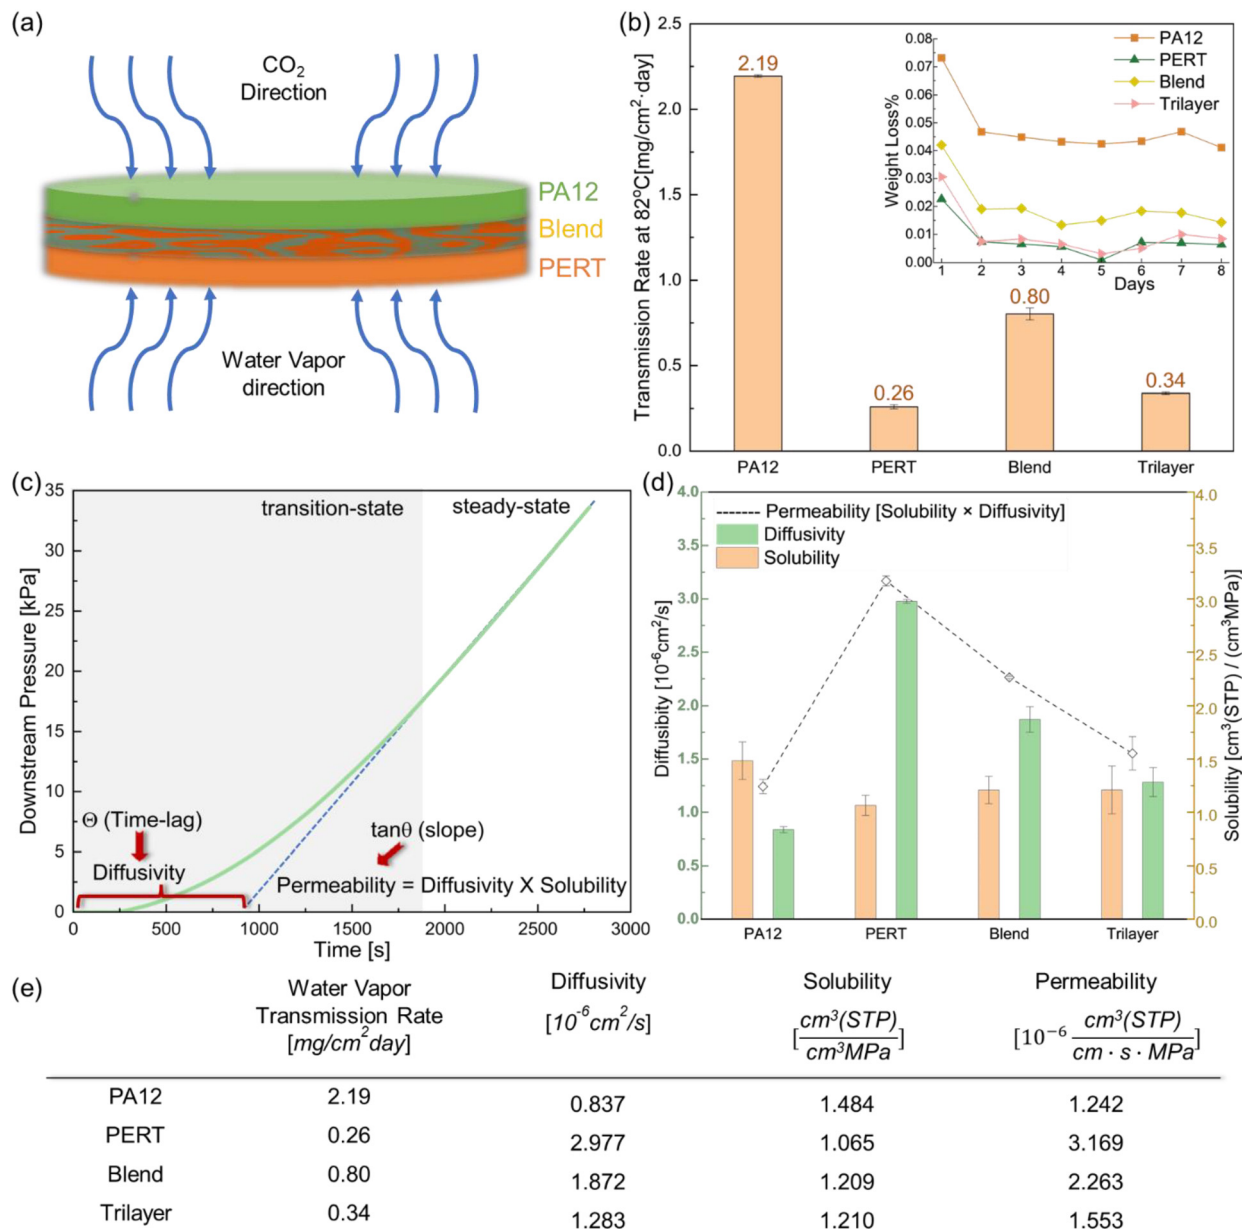 (a)
CO2
Direction
PA12
Blend
PERT
Water Vapor
direction
(b)
Transmission Rate at 82°C[mg/cm²·day]
2.5
2.0
1.5
1.0
0.5
0.0
2.19
0.26
0.80
0.34
PA12
PERT
Blend
Trilayer
Weight Loss%
0.08
0.07
0.06
0.05
0.04
0.03
0.02
0.01
0.00
PA12
PERT
Blend
Trilayer
1 2 3 4 5 6 7 8
Days
(c)
Downstream Pressure [kPa]
35
30
25
20
15
10
5
0
transition-state
steady-state
Θ (Time-lag)
Diffusivity
tanθ (slope)
Permeability = Diffusivity X Solubility
0 500 1000 1500 2000 2500 3000
Time [s]
(d)
Diffusibity [10⁻⁶cm²/s]
4.0
3.5
3.0
2.5
2.0
1.5
1.0
0.5
0.0
Permeability [Solubility × Diffusivity]
Diffusivity
Solubility
PA12
PERT
Blend
Trilayer
4.0
3.5
3.0
2.5
2.0
1.5
1.0
0.5
0.0
Solubility [cm³(STP) / (cm³MPa)]
(e)
Water Vapor
Transmission Rate
[mg/cm²day]
Diffusivity
[10⁻⁶cm²/s]
Solubility
[cm³(STP)
cm³MPa]
Permeability
[10⁻⁶ cm³(STP)
cm · s · MPa]
PA12 2.19 0.837 1.484 1.242
PERT 0.26 2.977 1.065 3.169
Blend 0.80 1.872 1.209 2.263
Trilayer 0.34 1.283 1.210 1.553